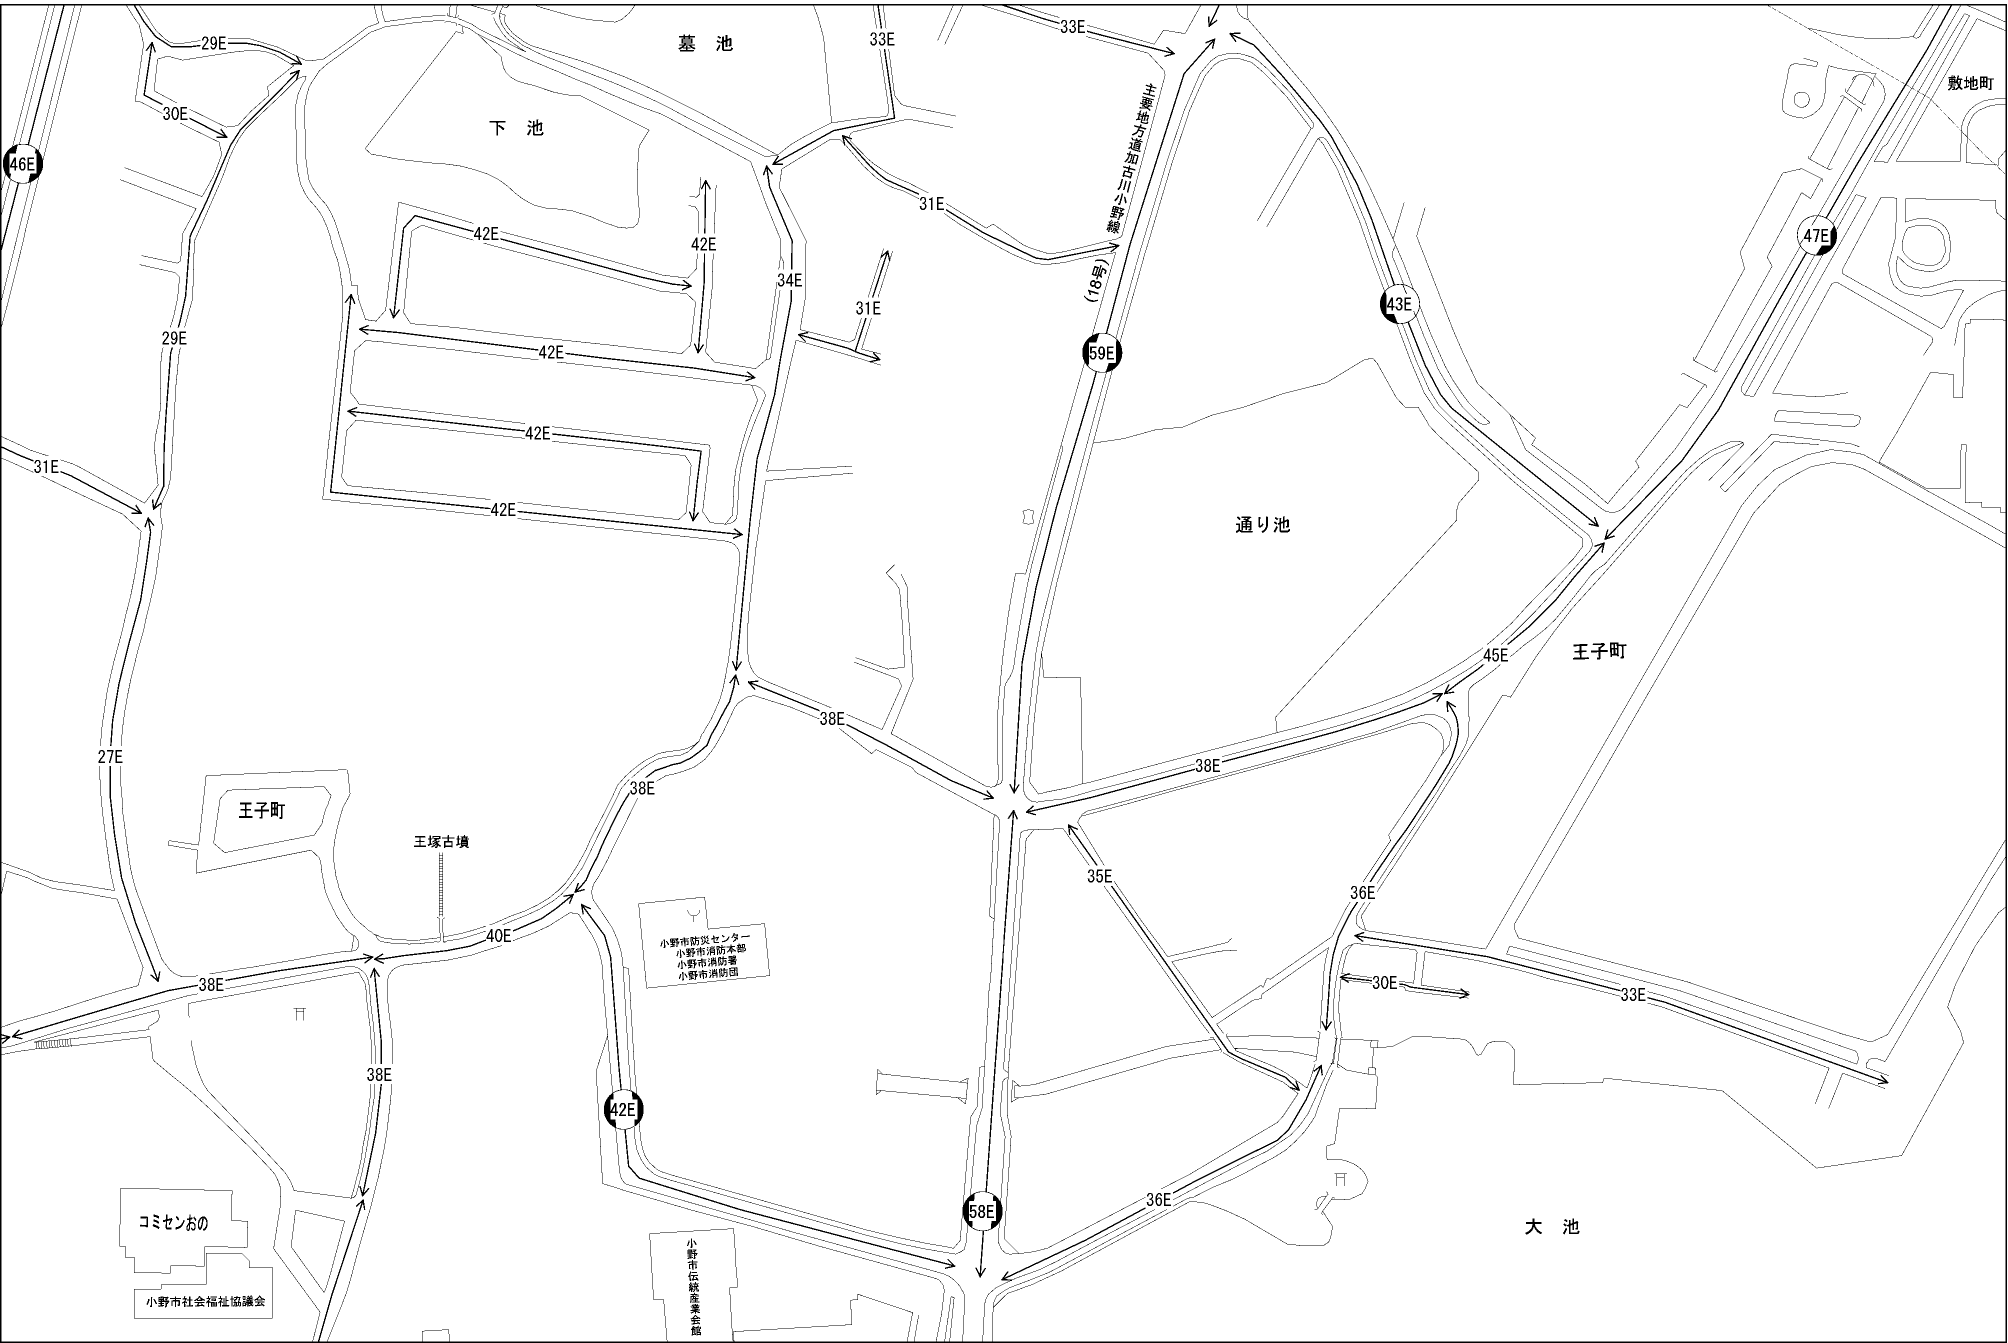 33E
29E
33E
墓　池
敷地町
30E
下　池
46E
主要地方道加古川小野線
(18号)
31E
42E
42E
47E
34E
31E
43E
29E
42E
59E
42E
31E
42E
通り池
王子町
45E
38E
27E
38E
38E
王子町
王塚古墳
35E
36E
40E
小野市防災センター
小野市消防本部
小野市消防署
小野市消防団
38E
30E
33E
38E
42E
36E
58E
コミセンおの
大　池
小野市伝統産業会館
小野市社会福祉協議会